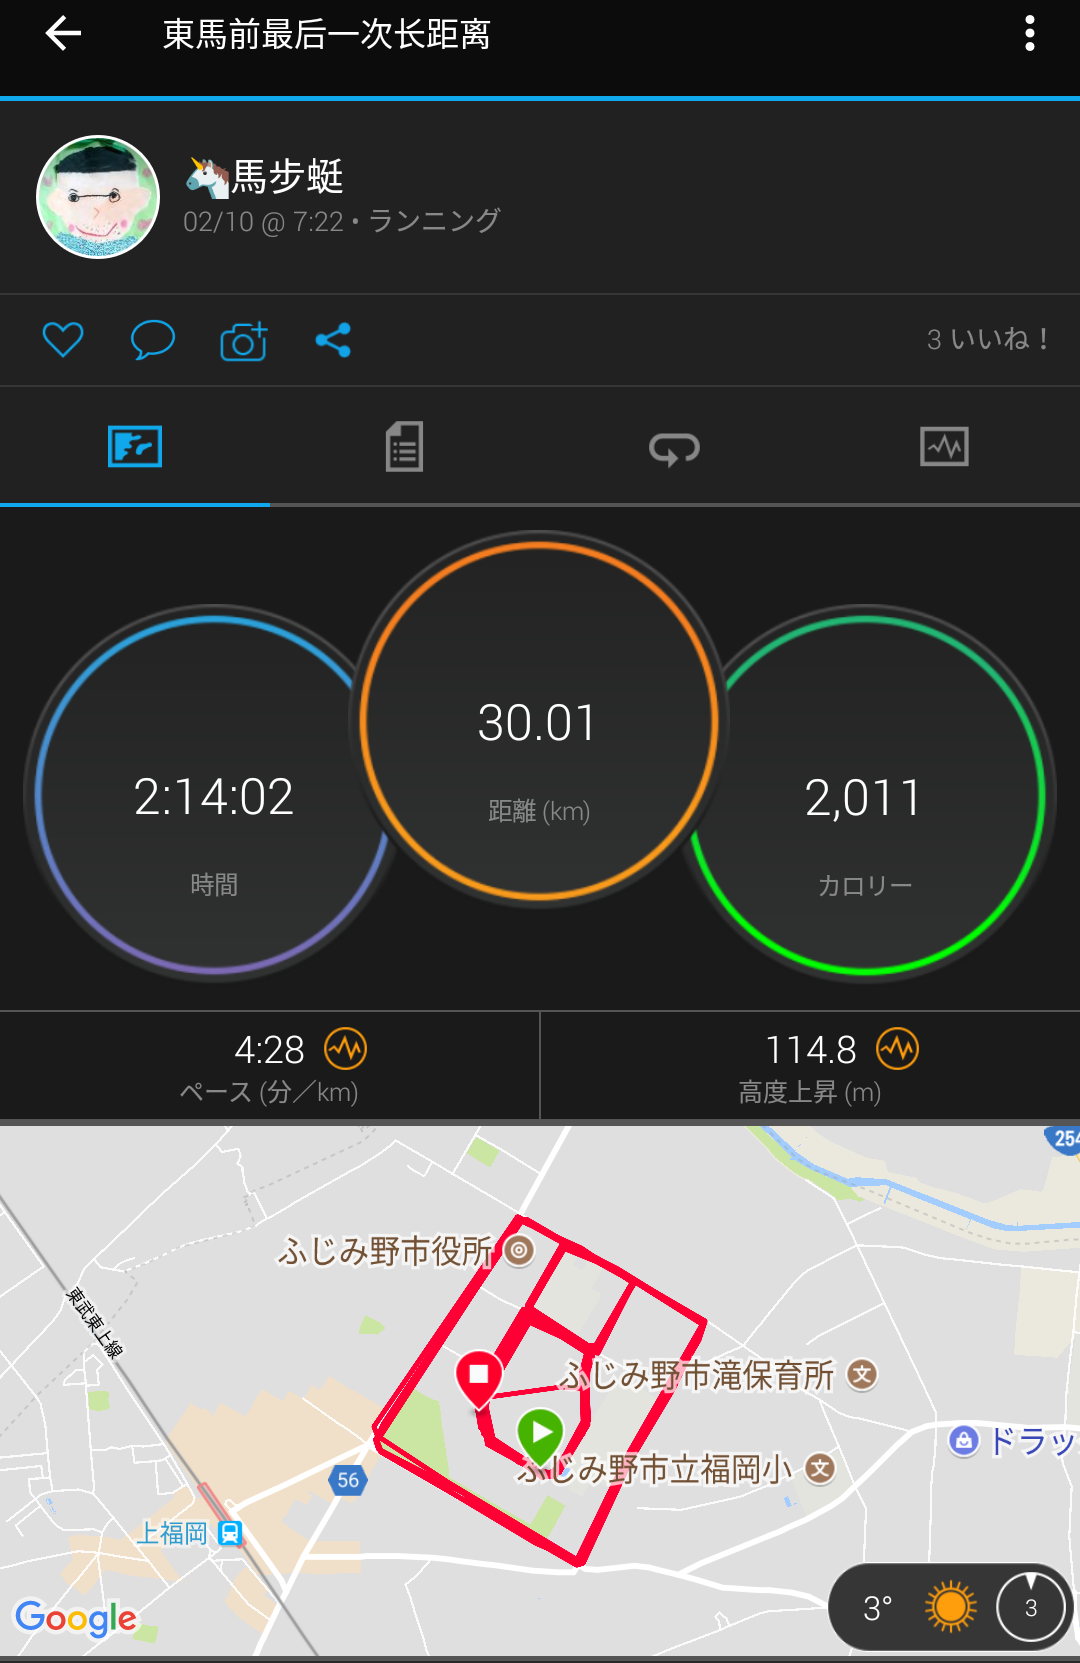 東馬前最后一次长距离
🦄馬步蜓
02/10 @ 7:22 • ランニング
3 いいね！
30.01
距離 (km)
2:14:02
時間
2,011
カロリー
4:28
ペース (分／km)
114.8
高度上昇 (m)
254
ふじみ野市役所
東武東上線
ふじみ野市滝保育所
文
ドラッ
ふじみ野市立福岡小
文
56
上福岡
Google
3°
3